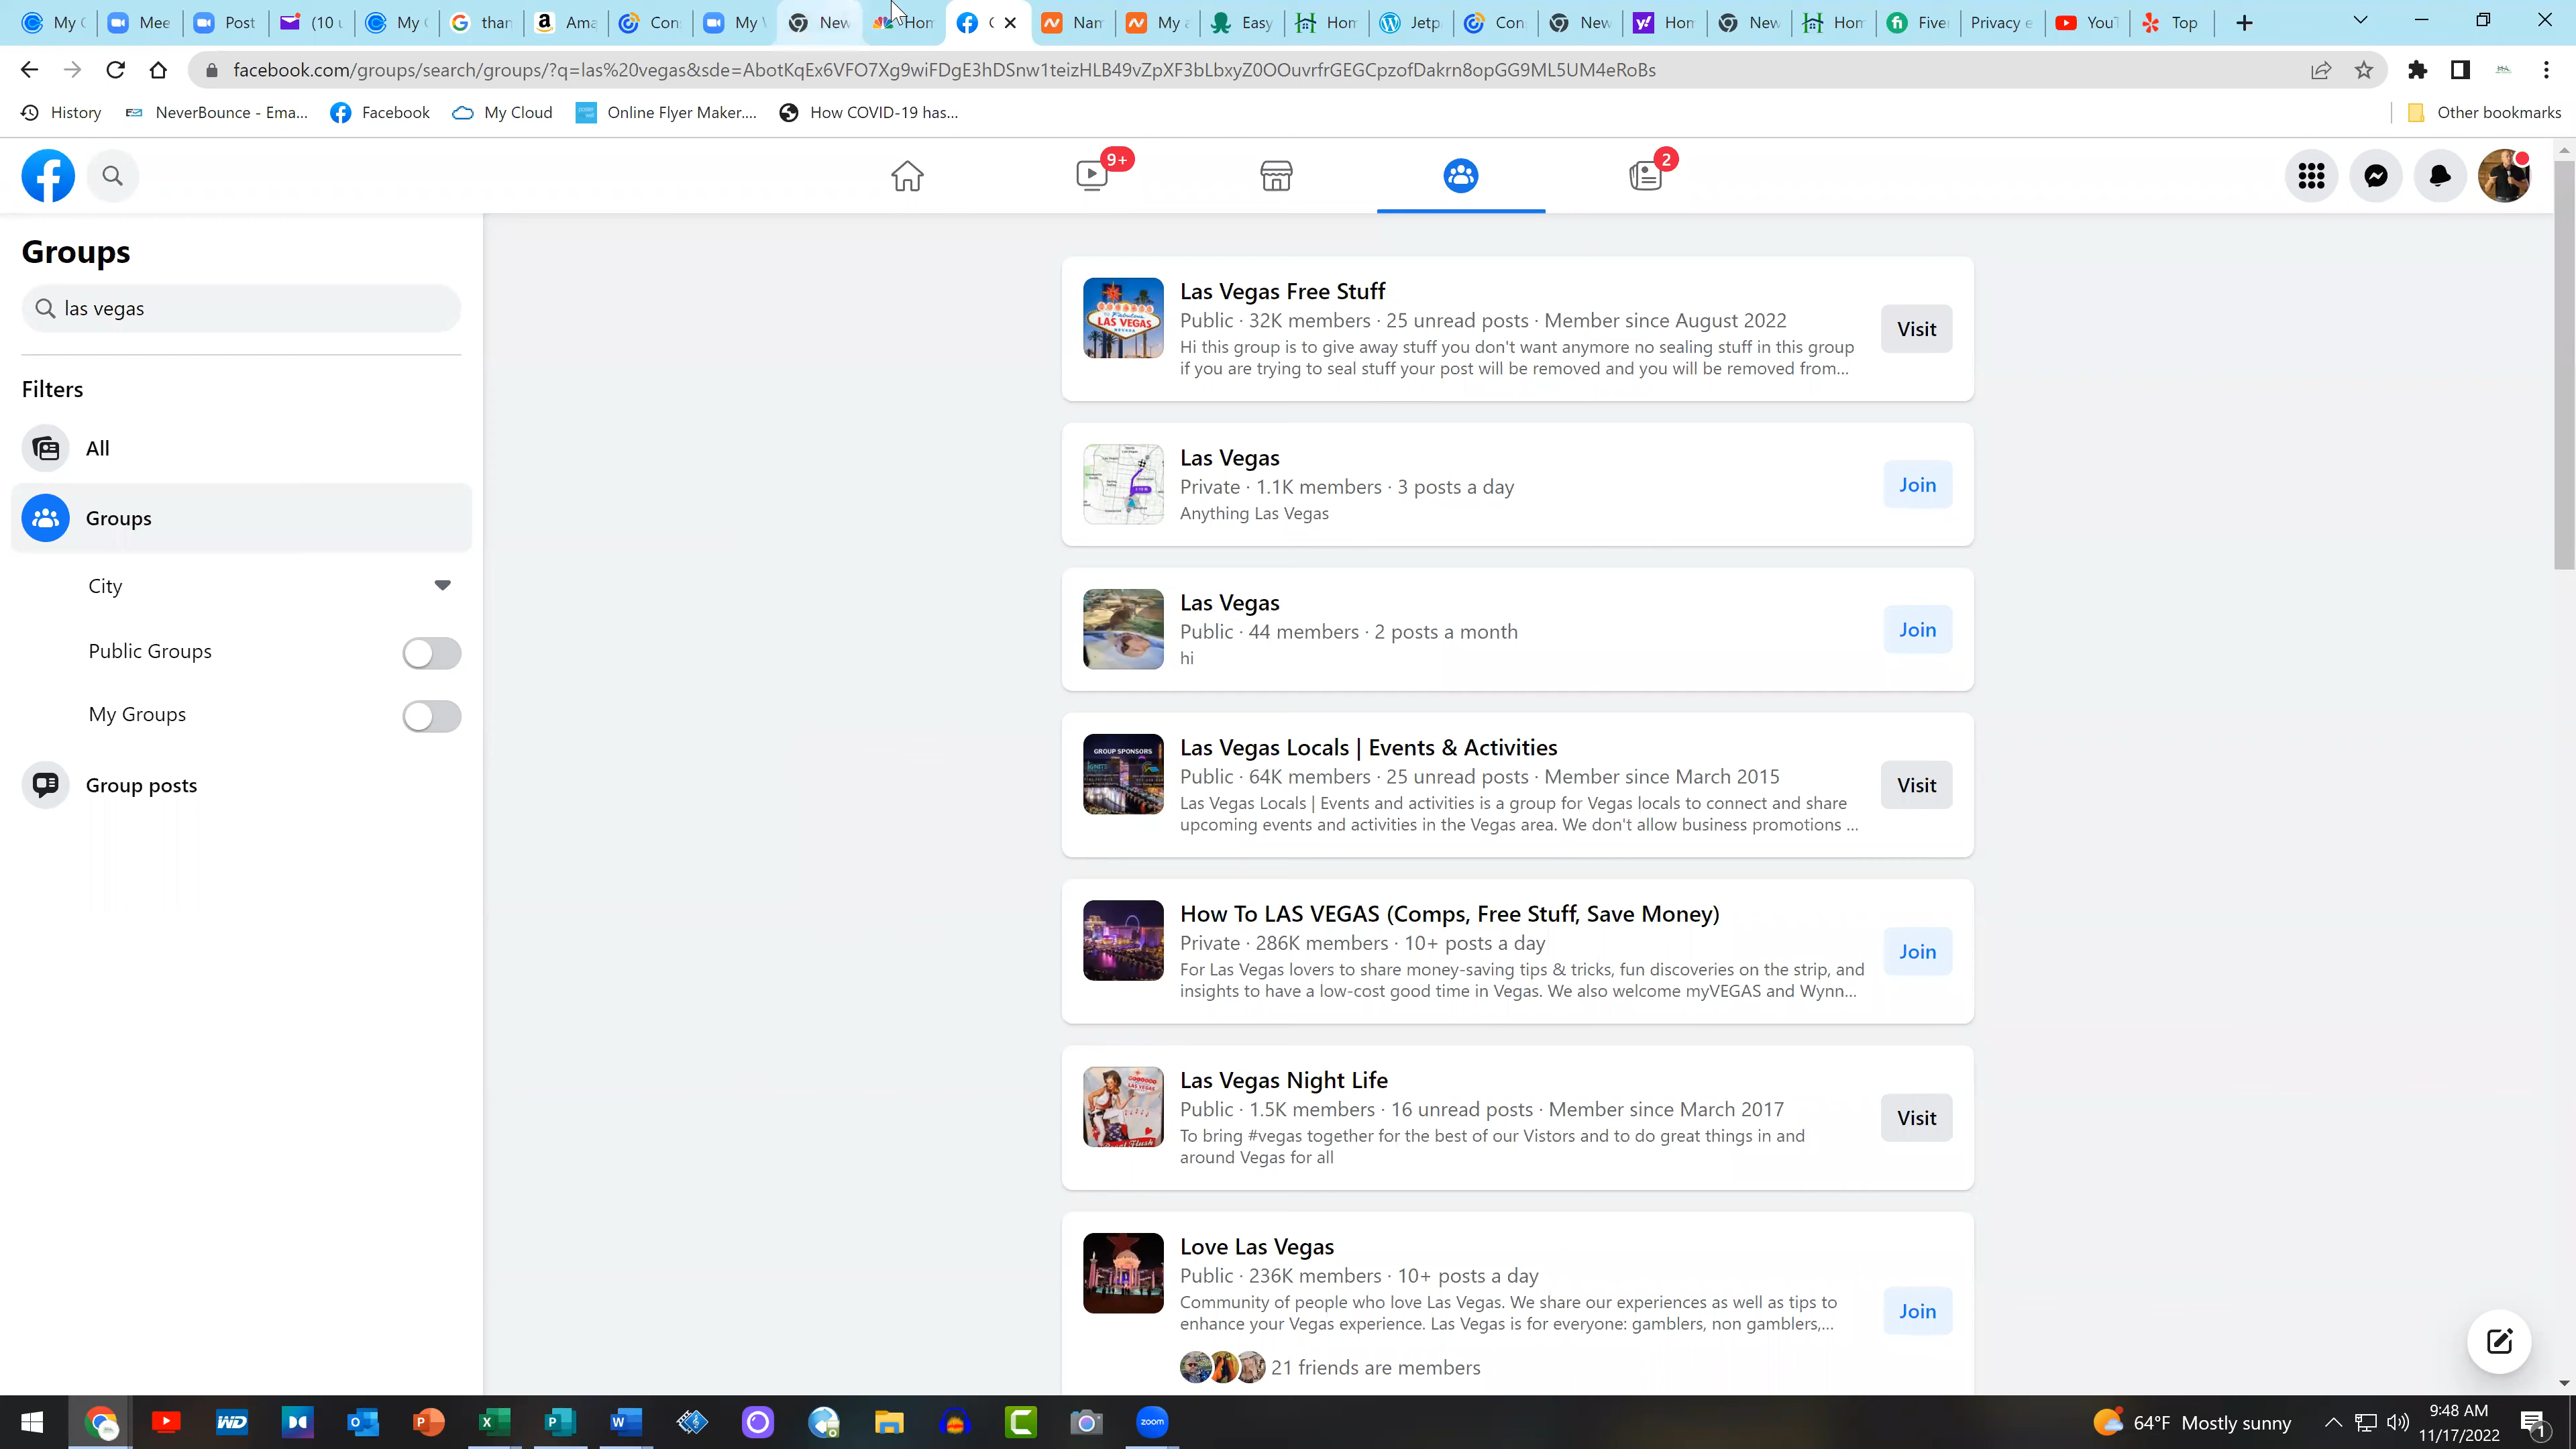 My
Mee
Post
(10
My
than
Ama
Con
My
New
Hom
Nam
My a
Easy
Hom
Jetp
Con
New
Hom
New
Hom
Five
Privacy e
You
Top
facebook.com/groups/search/groups/?q=las%20vegas&sde=AbotKqEx6VFO7Xg9wiFDgE3hDSnw1teizHLB49vZpXF3bLbxyZ0OOuvrfrGEGCpzofDakrn8opGG9ML5UM4eRoBs
History
NeverBounce - Ema...
Facebook
My Cloud
Online Flyer Maker....
How COVID-19 has...
Other bookmarks
9+
2
Groups
las vegas
Filters
All
Groups
City
Public Groups
My Groups
Group posts
Las Vegas Free Stuff
Public · 32K members · 25 unread posts · Member since August 2022
Hi this group is to give away stuff you don't want anymore no sealing stuff in this group
if you are trying to seal stuff your post will be removed and you will be removed from...
Visit
Las Vegas
Private · 1.1K members · 3 posts a day
Anything Las Vegas
Join
Las Vegas
Public · 44 members · 2 posts a month
hi
Join
GROUP SPONSORS
Las Vegas Locals | Events & Activities
Public · 64K members · 25 unread posts · Member since March 2015
Las Vegas Locals | Events and activities is a group for Vegas locals to connect and share
upcoming events and activities in the Vegas area. We don't allow business promotions ...
Visit
How To LAS VEGAS (Comps, Free Stuff, Save Money)
Private · 286K members · 10+ posts a day
For Las Vegas lovers to share money-saving tips & tricks, fun discoveries on the strip, and
insights to have a low-cost good time in Vegas. We also welcome myVEGAS and Wynn...
Join
Las Vegas Night Life
Public · 1.5K members · 16 unread posts · Member since March 2017
To bring #vegas together for the best of our Vistors and to do great things in and
around Vegas for all
Visit
Love Las Vegas
Public · 236K members · 10+ posts a day
Community of people who love Las Vegas. We share our experiences as well as tips to
enhance your Vegas experience. Las Vegas is for everyone: gamblers, non gamblers,...
21 friends are members
Join
zoom
64°F Mostly sunny
9:48 AM
11/17/2022
1